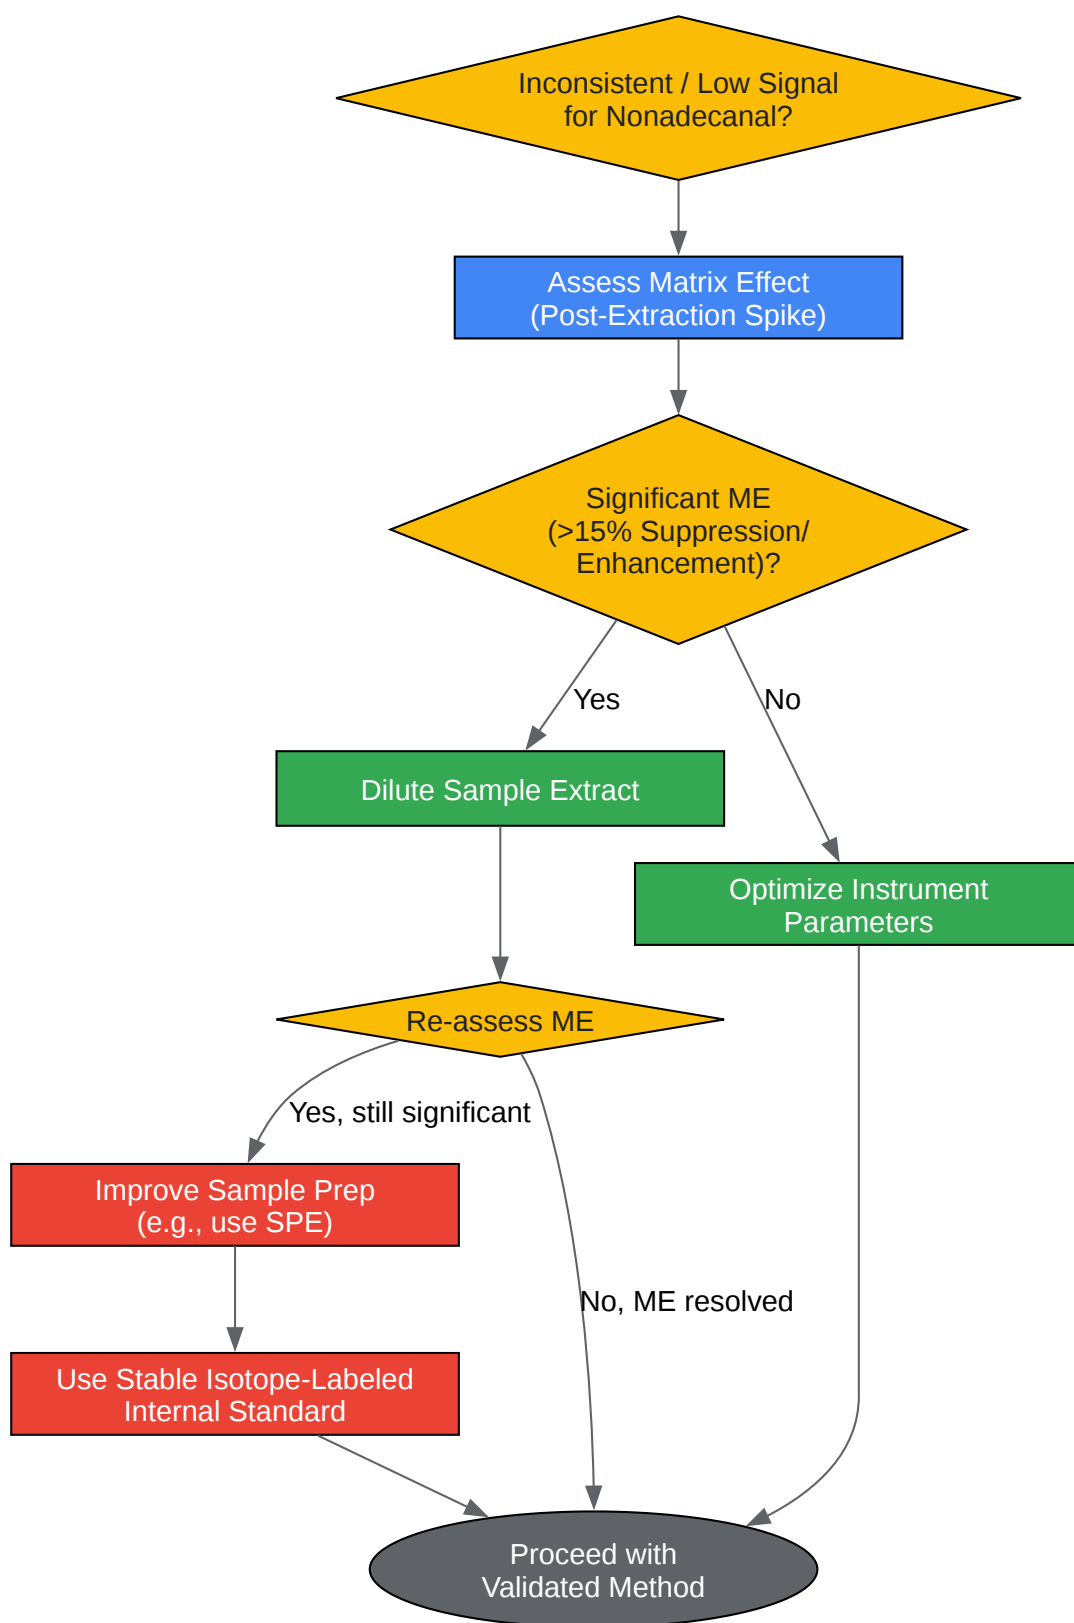 Inconsistent / Low Signal
for Nonadecanal?
Assess Matrix Effect
(Post-Extraction Spike)
Significant ME
(>15% Suppression/
Enhancement)?
Yes
No
Dilute Sample Extract
Optimize Instrument
Parameters
Re-assess ME
Yes, still significant
Improve Sample Prep
(e.g., use SPE)
No, ME resolved
Use Stable Isotope-Labeled
Internal Standard
Proceed with
Validated Method